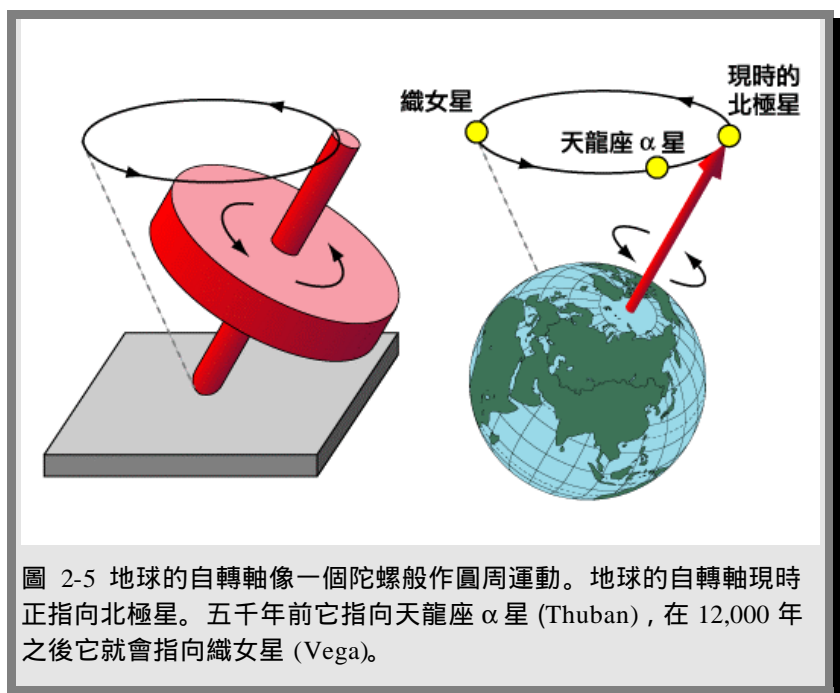 織女星
現時的
北極星
天龍座 α 星
圖 2-5 地球的自轉軸像一個陀螺般作圓周運動。地球的自轉軸現時
正指向北極星。五千年前它指向天龍座 α 星 (Thuban)，在 12,000 年
之後它就會指向織女星 (Vega)。